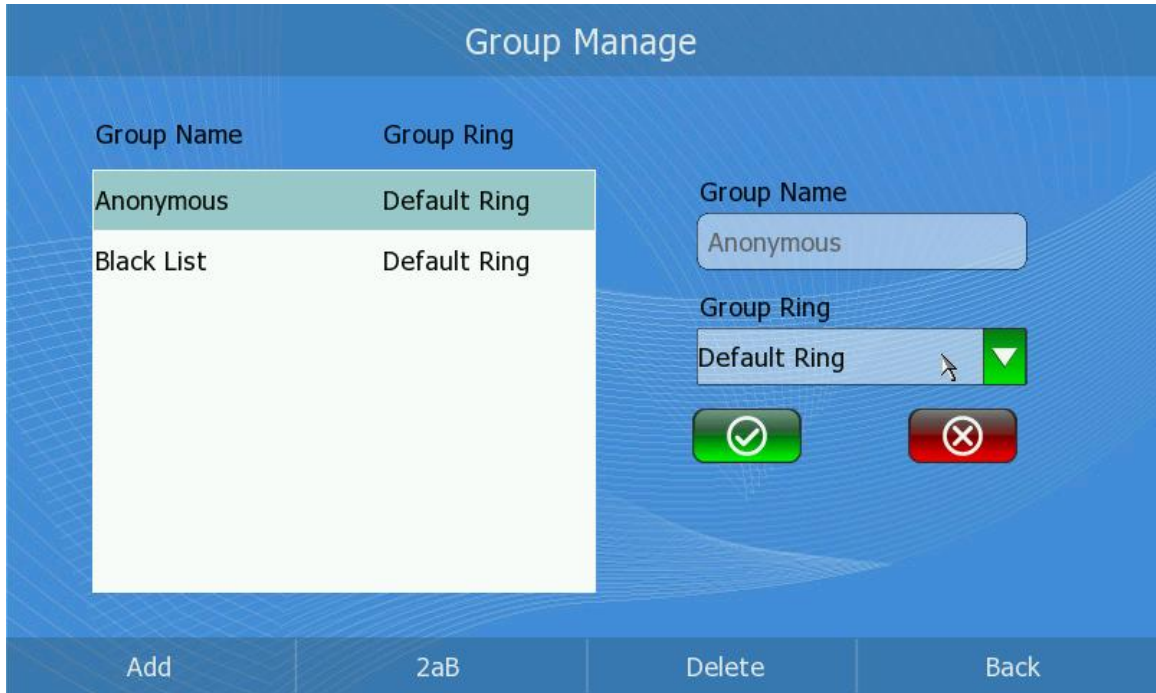 Group Manage
Group Name Group Ring
Anonymous Default Ring
Black List Default Ring
Group Name
Anonymous
Group Ring
Default Ring
Add 2aB Delete Back